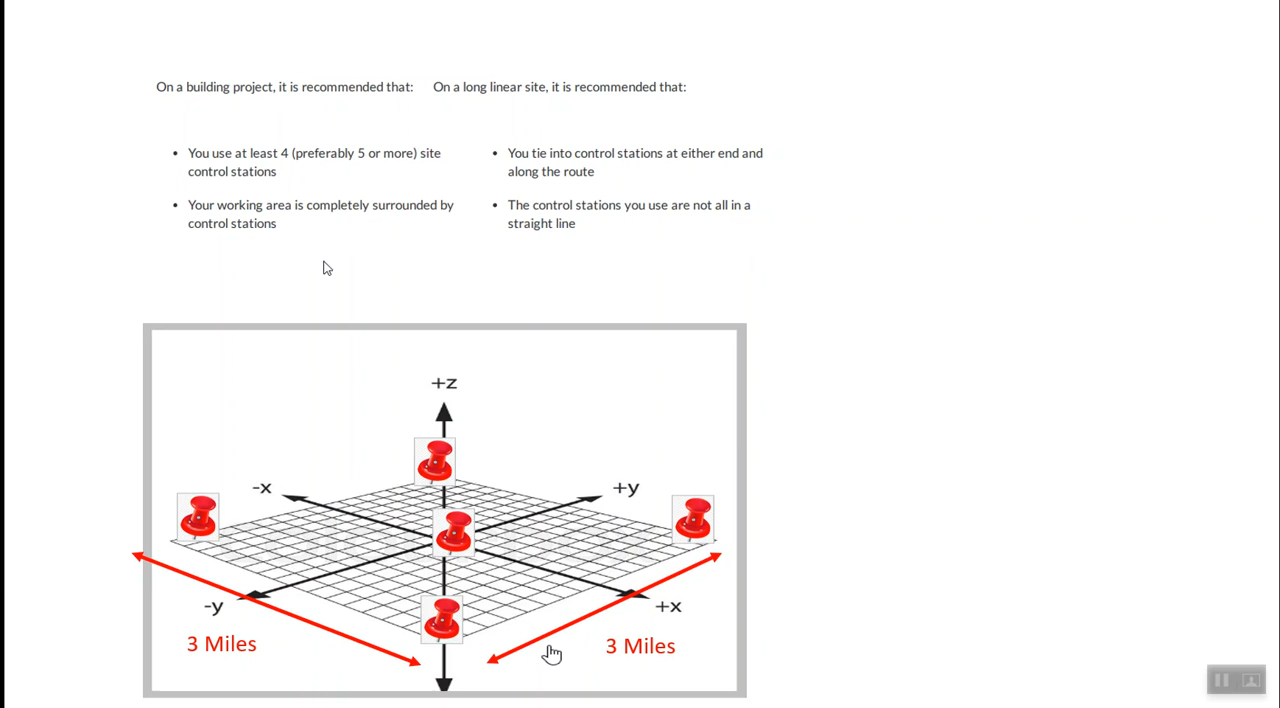 On a building project, it is recommended that:
On a long linear site, it is recommended that:
• You use at least 4 (preferably 5 or more) site
control stations
• Your working area is completely surrounded by
control stations
• You tie into control stations at either end and
along the route
• The control stations you use are not all in a
straight line
+z
-x
+y
-y
+x
3 Miles
3 Miles